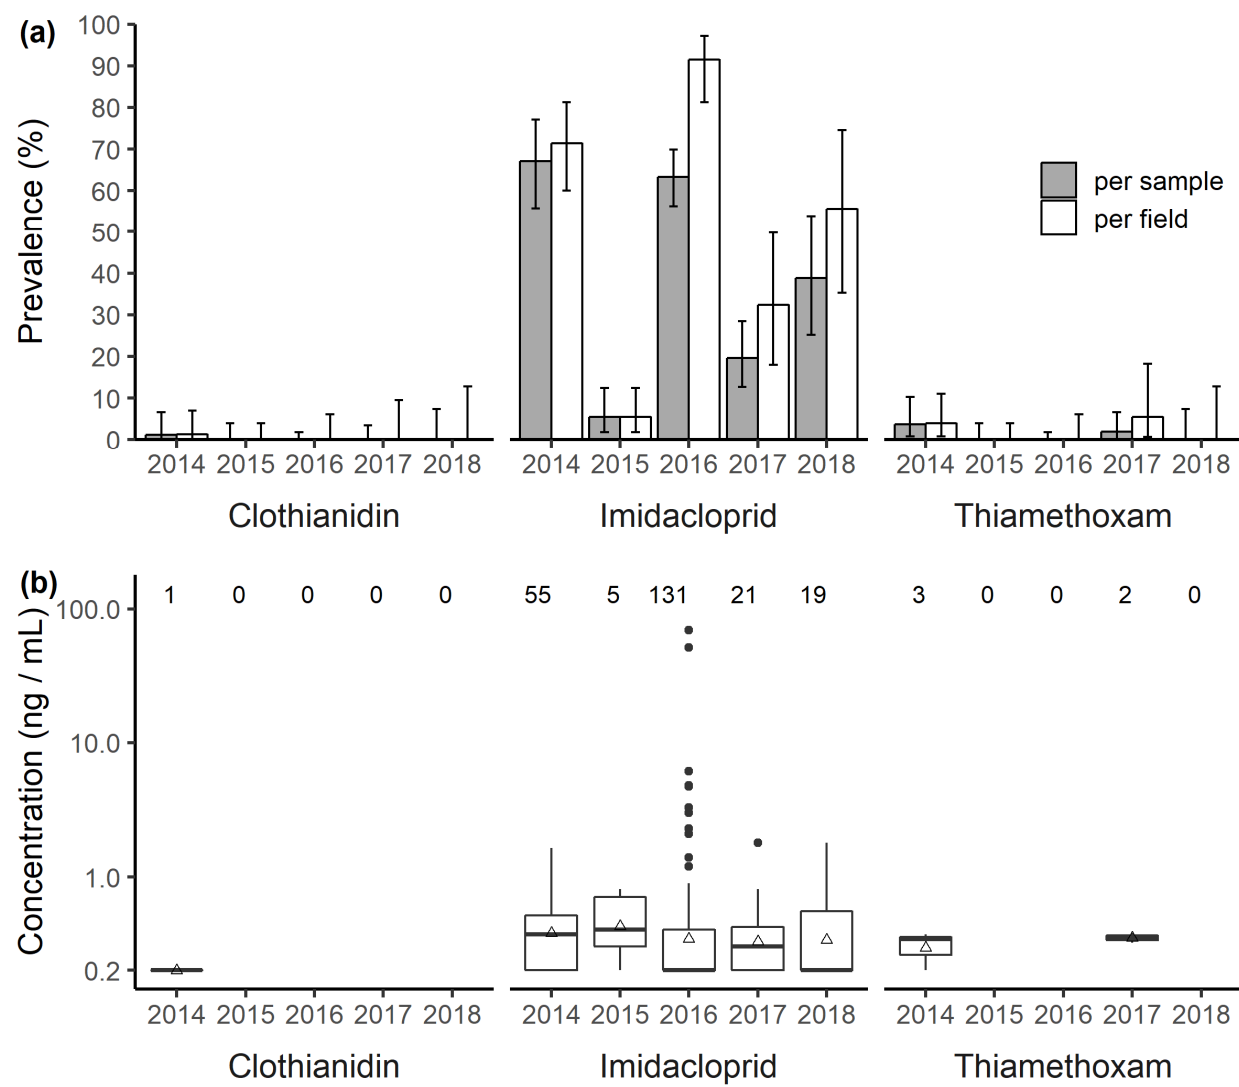 (a)
Prevalence (%)
100
90
80
70
60
50
40
30
20
10
0
per sample
per field
2014 2015 2016 2017 2018 2014 2015 2016 2017 2018 2014 2015 2016 2017 2018
Clothianidin Imidacloprid Thiamethoxam
(b)
Concentration (ng / mL)
1 0 0 0 0 55 5 131 21 19 3 0 0 2 0
100.0
10.0
1.0
0.2
2014 2015 2016 2017 2018 2014 2015 2016 2017 2018 2014 2015 2016 2017 2018
Clothianidin Imidacloprid Thiamethoxam